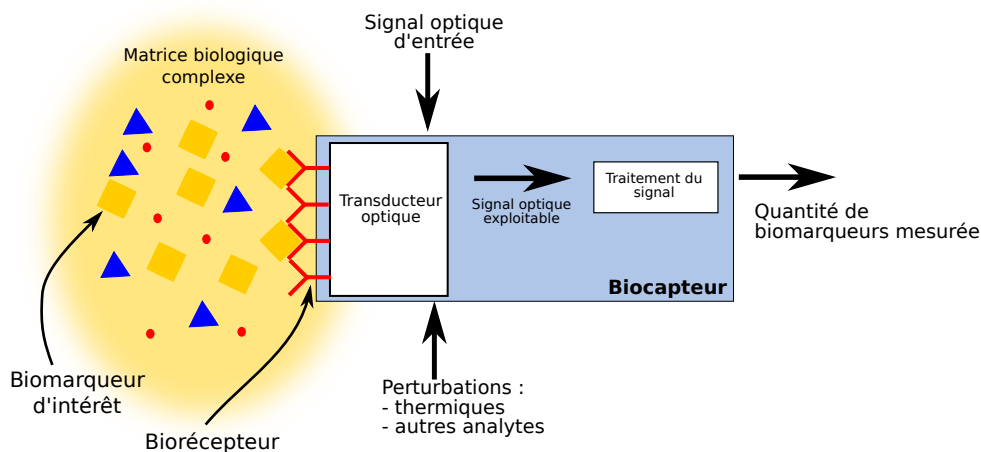 Signal optique
d'entrée
Matrice biologique
complexe
Transducteur
optique
Signal optique
exploitable
Traitement du
signal
Quantité de
biomarqueurs mesurée
Biocapteur
Biomarqueur
d'intérêt
Biorécepteur
Perturbations :
- thermiques
- autres analytes